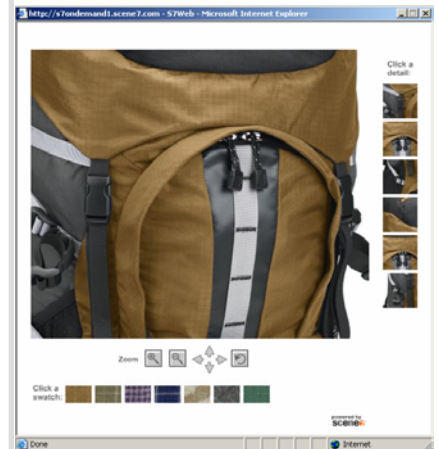 http://s7ondemand1.scene7.com - S7Web - Microsoft Internet Explorer
Click a
detail:
Zoom
Click a
swatch:
powered by
scene7
Done
Internet